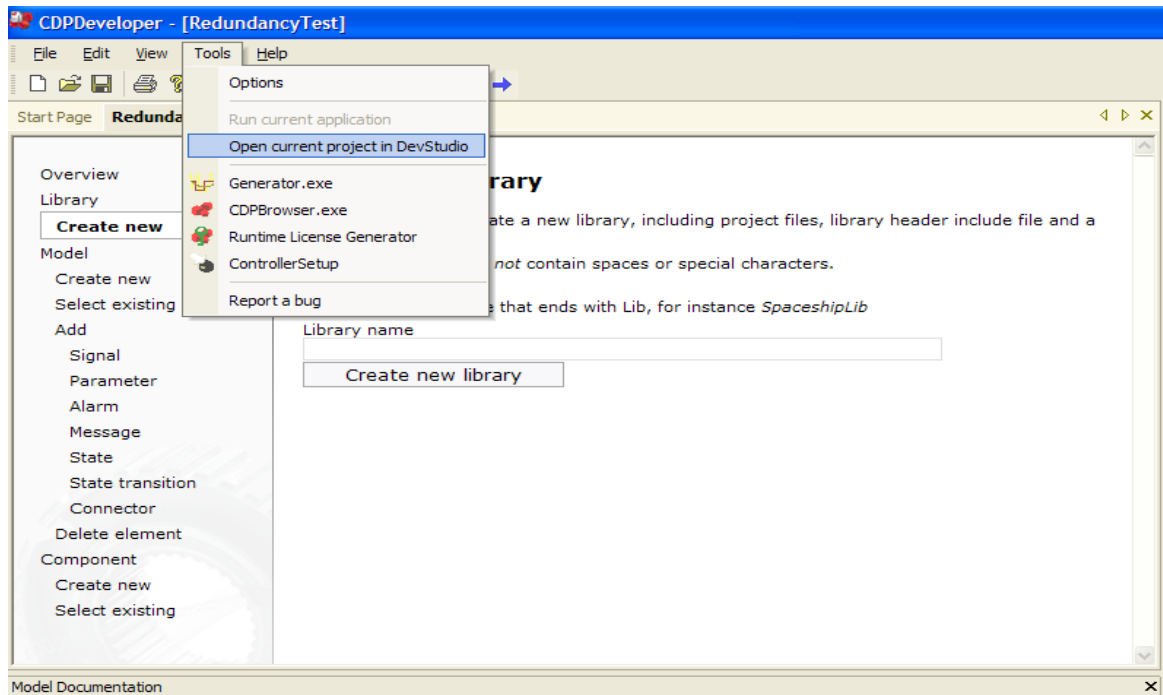 CDPDeveloper - [RedundancyTest]
File Edit View Tools Help
Start Page Redunda
Options
Run current application
Open current project in DevStudio
Generator.exe
CDPBrowser.exe
Runtime License Generator
ControllerSetup
Report a bug
Overview
Library
Create new
Model
Create new
Select existing
Add
Signal
Parameter
Alarm
Message
State
State transition
Connector
Delete element
Component
Create new
Select existing
rary
ate a new library, including project files, library header include file and a
not contain spaces or special characters.
that ends with Lib, for instance SpaceshipLib
Library name
Create new library
Model Documentation